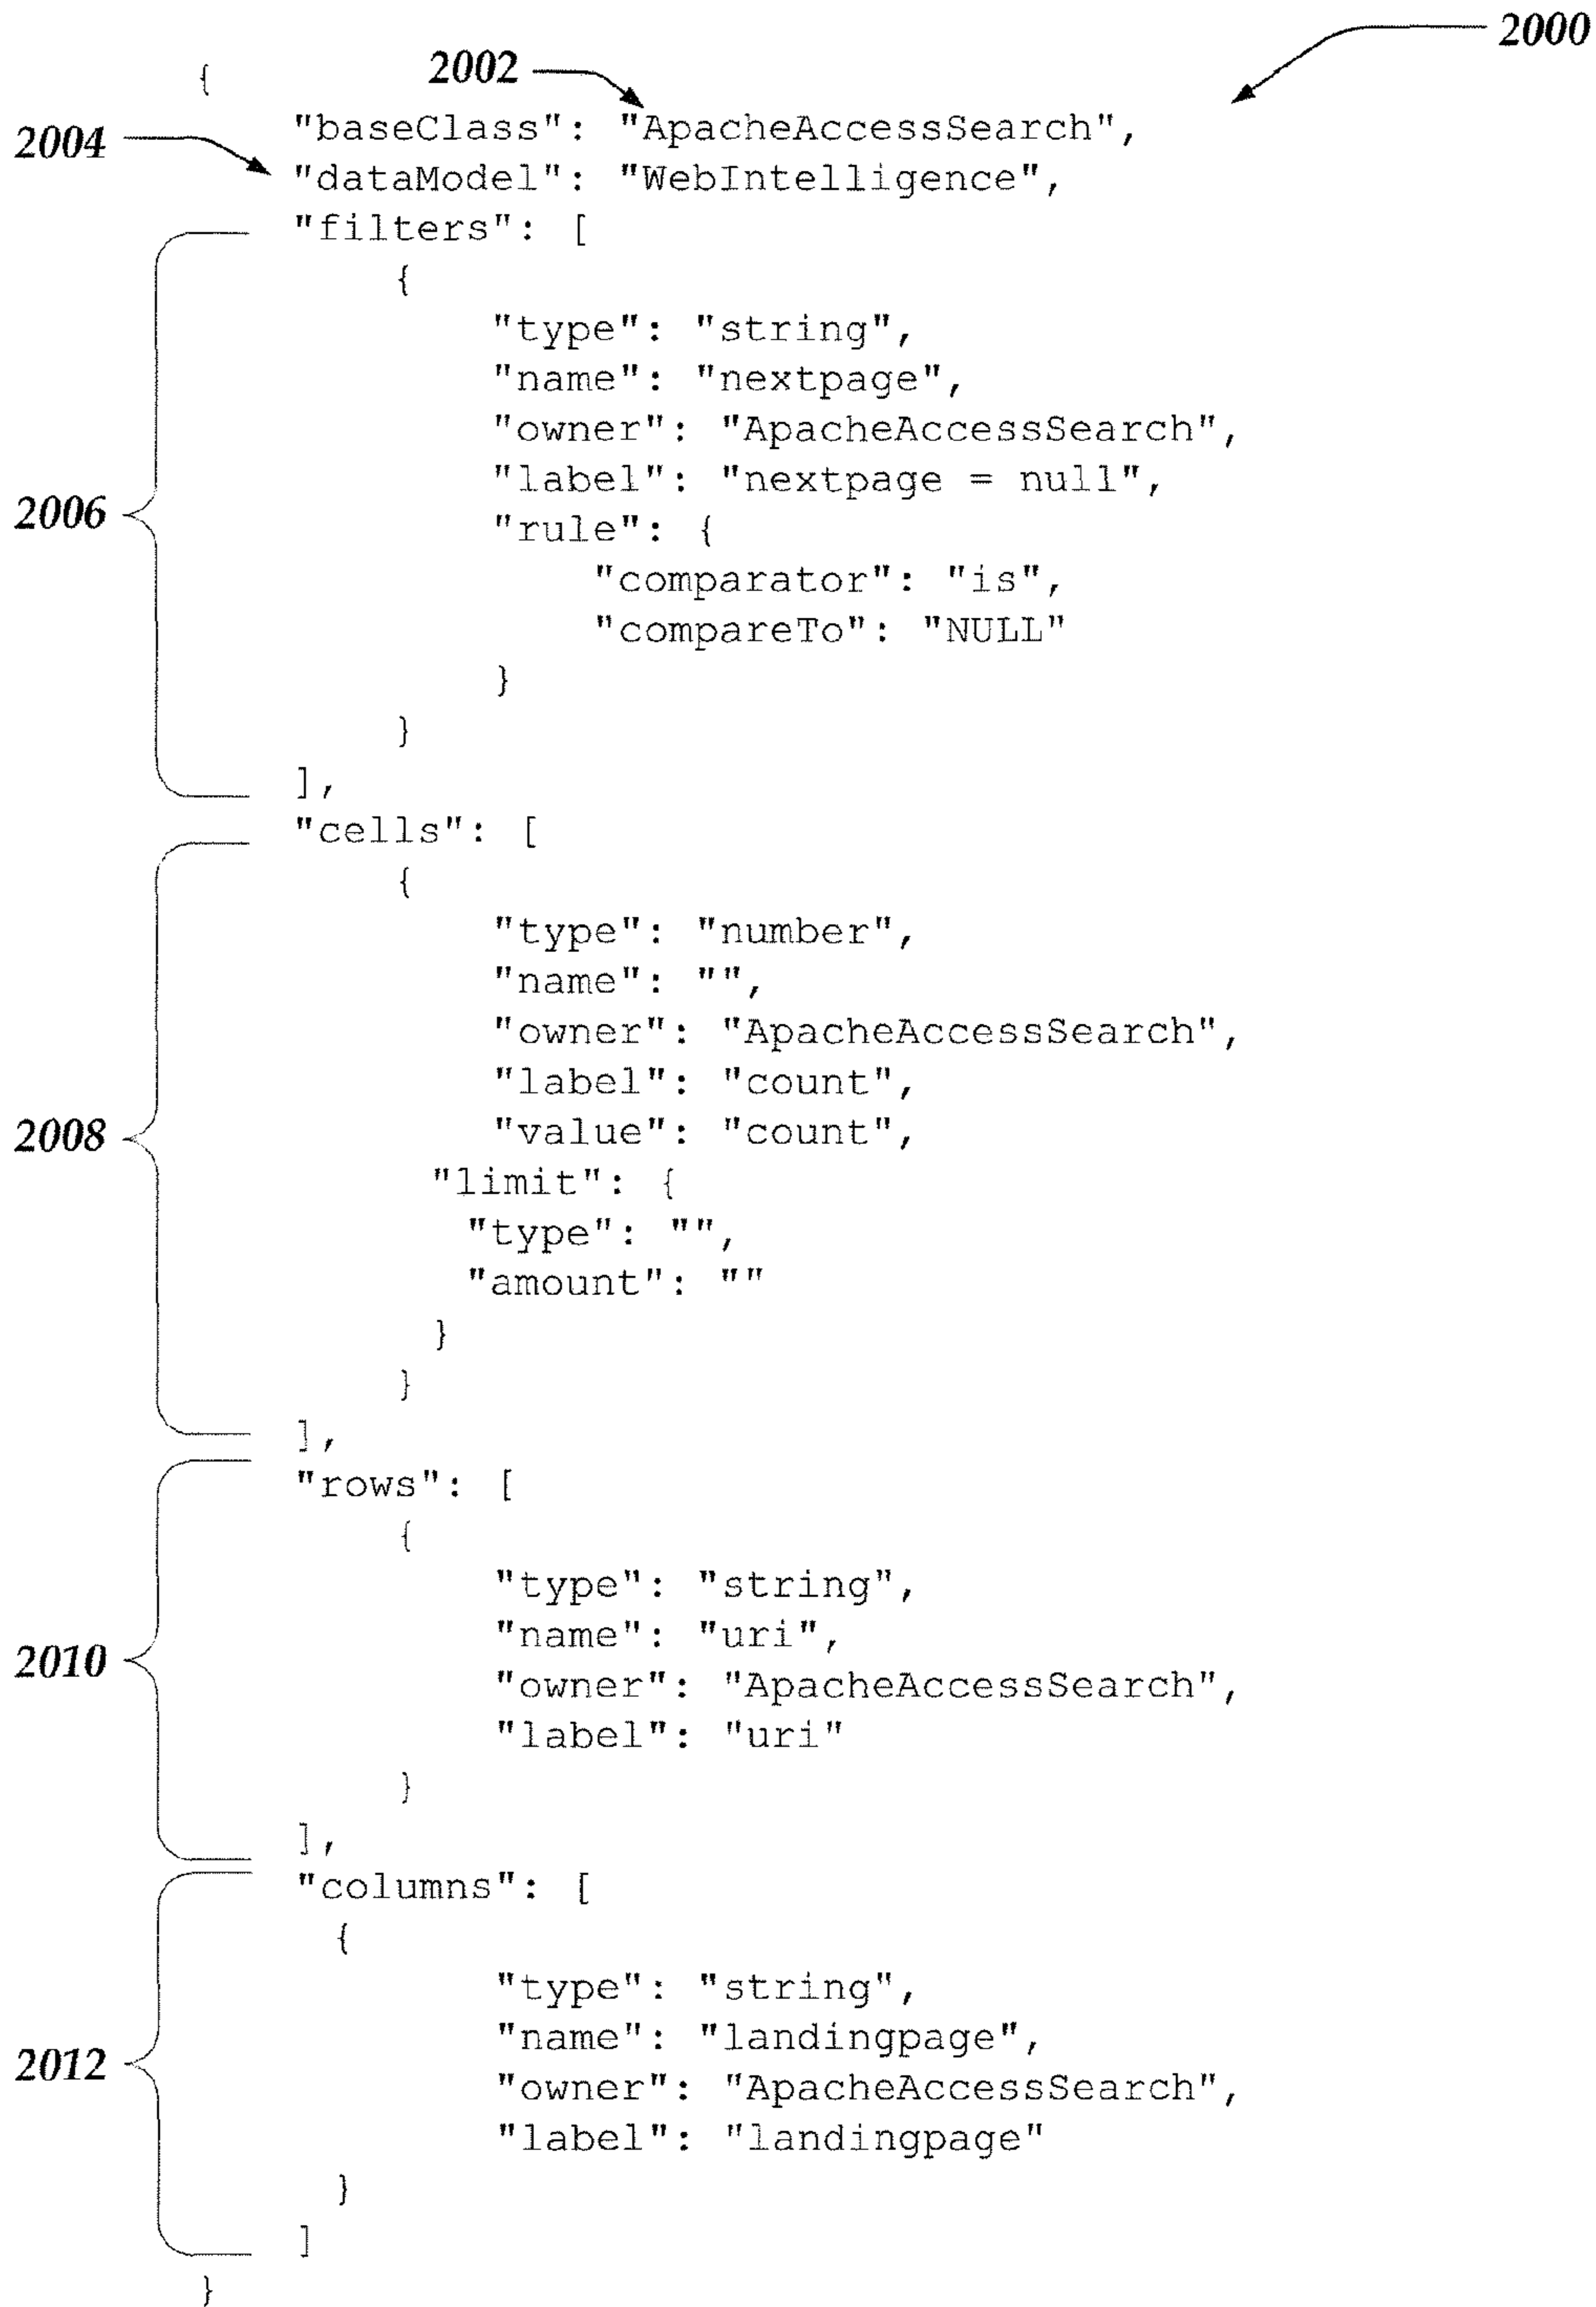 2000
{
2002
"baseClass": "ApacheAccessSearch",
2004
"dataModel": "WebIntelligence",
"filters": [
{
"type": "string",
"name": "nextpage",
"owner": "ApacheAccessSearch",
"label": "nextpage = null",
2006
"rule": {
"comparator": "is",
"compareTo": "NULL"
}
}
],
"cells": [
{
"type": "number",
"name": "",
"owner": "ApacheAccessSearch",
"label": "count",
2008
"value": "count",
"limit": {
"type": "",
"amount": ""
}
}
],
"rows": [
{
"type": "string",
"name": "uri",
2010
"owner": "ApacheAccessSearch",
"label": "uri"
}
],
"columns": [
{
"type": "string",
"name": "landingpage",
2012
"owner": "ApacheAccessSearch",
"label": "landingpage"
}
]
}